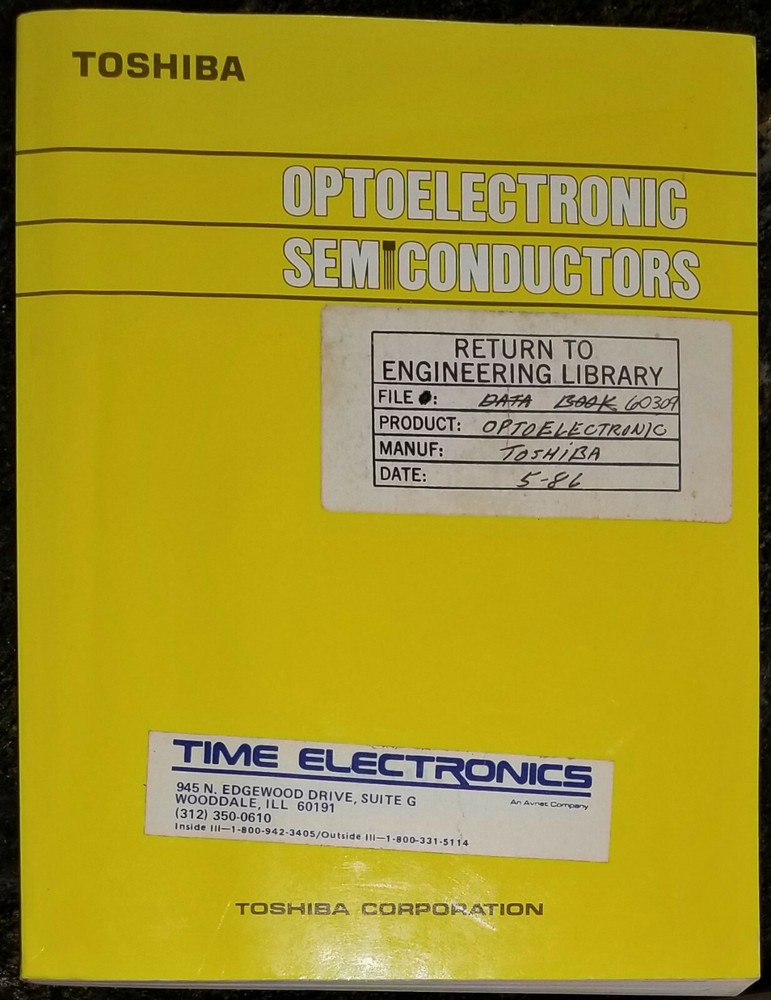 TOSHIBA
OPTOELECTRONIC
SEMICONDUCTORS
RETURN TO
ENGINEERING LIBRARY
FILE #: DATA BOOK 60309
PRODUCT: OPTOELECTRONIC
MANUF: TOSHIBA
DATE: 5-86
TIME ELECTRONICS
An Avnet Company
945 N. EDGEWOOD DRIVE, SUITE G
WOODDALE, ILL 60191
(312) 350-0610
Inside Ill—1-800-942-3405/Outside Ill—1-800-331-5114
TOSHIBA CORPORATION